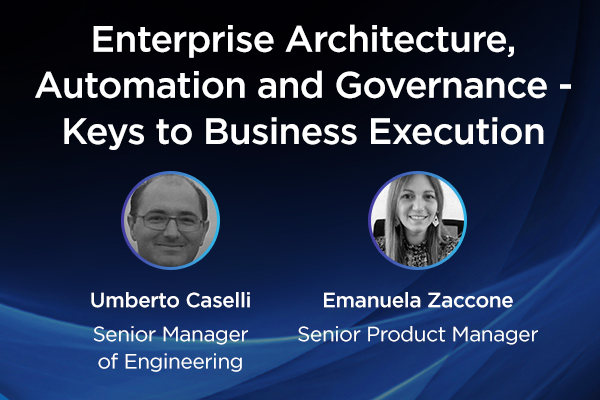 Enterprise Architecture,
Automation and Governance -
Keys to Business Execution
Umberto Caselli
Senior Manager
of Engineering
Emanuela Zaccone
Senior Product Manager